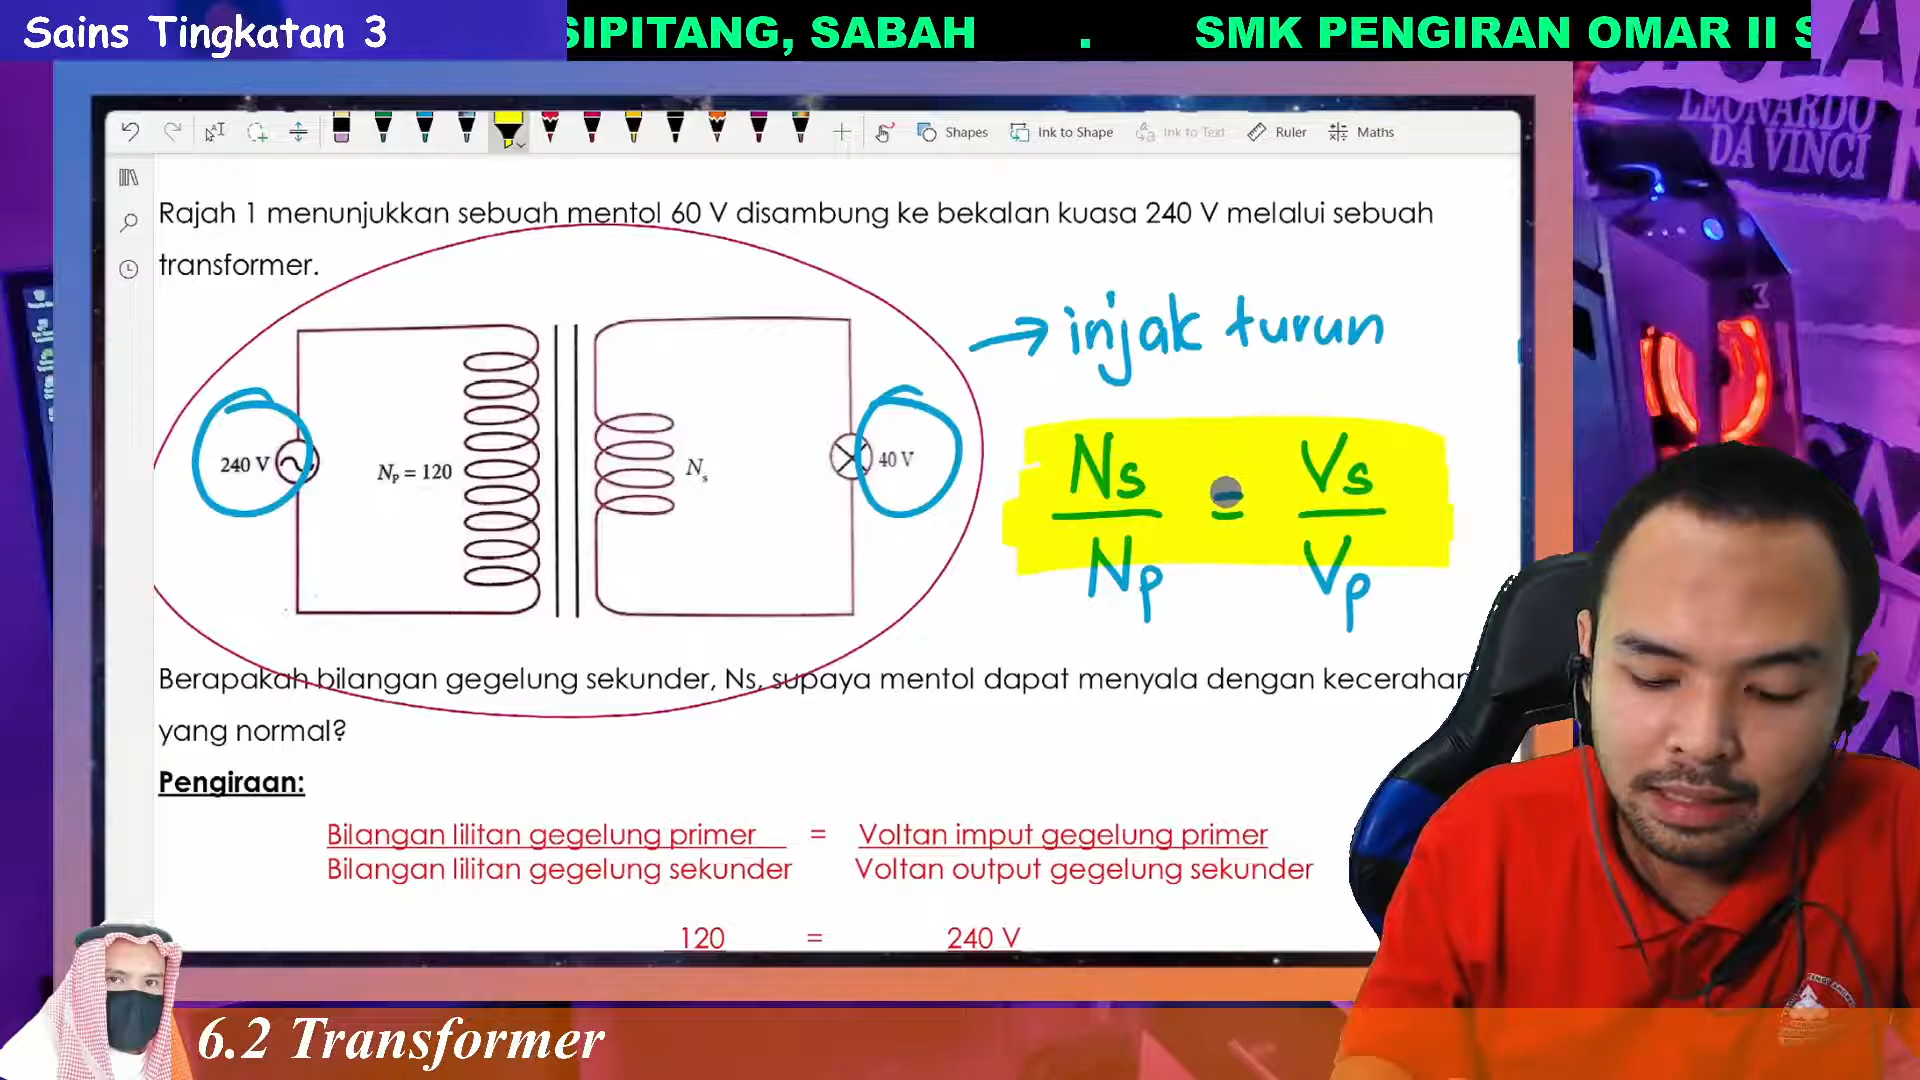 Sains Tingkatan 3
SIPITANG, SABAH . SMK PENGIRAN OMAR II S
LEONARDO
DA VINCI
Shapes Ink to Shape Ink to Text Ruler Maths
Rajah 1 menunjukkan sebuah mentol 60 V disambung ke bekalan kuasa 240 V melalui sebuah
transformer.
→ injak turun
240 V
Np = 120
Ns
40 V
Ns = Vs
Np Vp
Berapakah bilangan gegelung sekunder, Ns, supaya mentol dapat menyala dengan kecerahan
yang normal?
Pengiraan:
Bilangan lilitan gegelung primer = Voltan imput gegelung primer
Bilangan lilitan gegelung sekunder Voltan output gegelung sekunder
120 = 240 V
6.2 Transformer